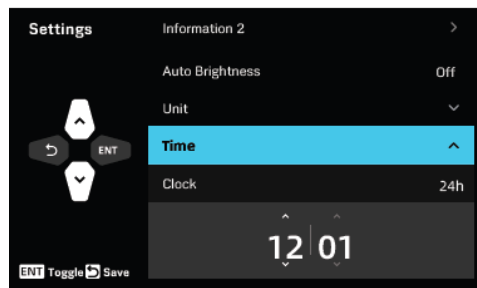 Settings
Information 2
Auto Brightness Off
Unit
ENT
Time
Clock 24h
12 01
ENT Toggle Save